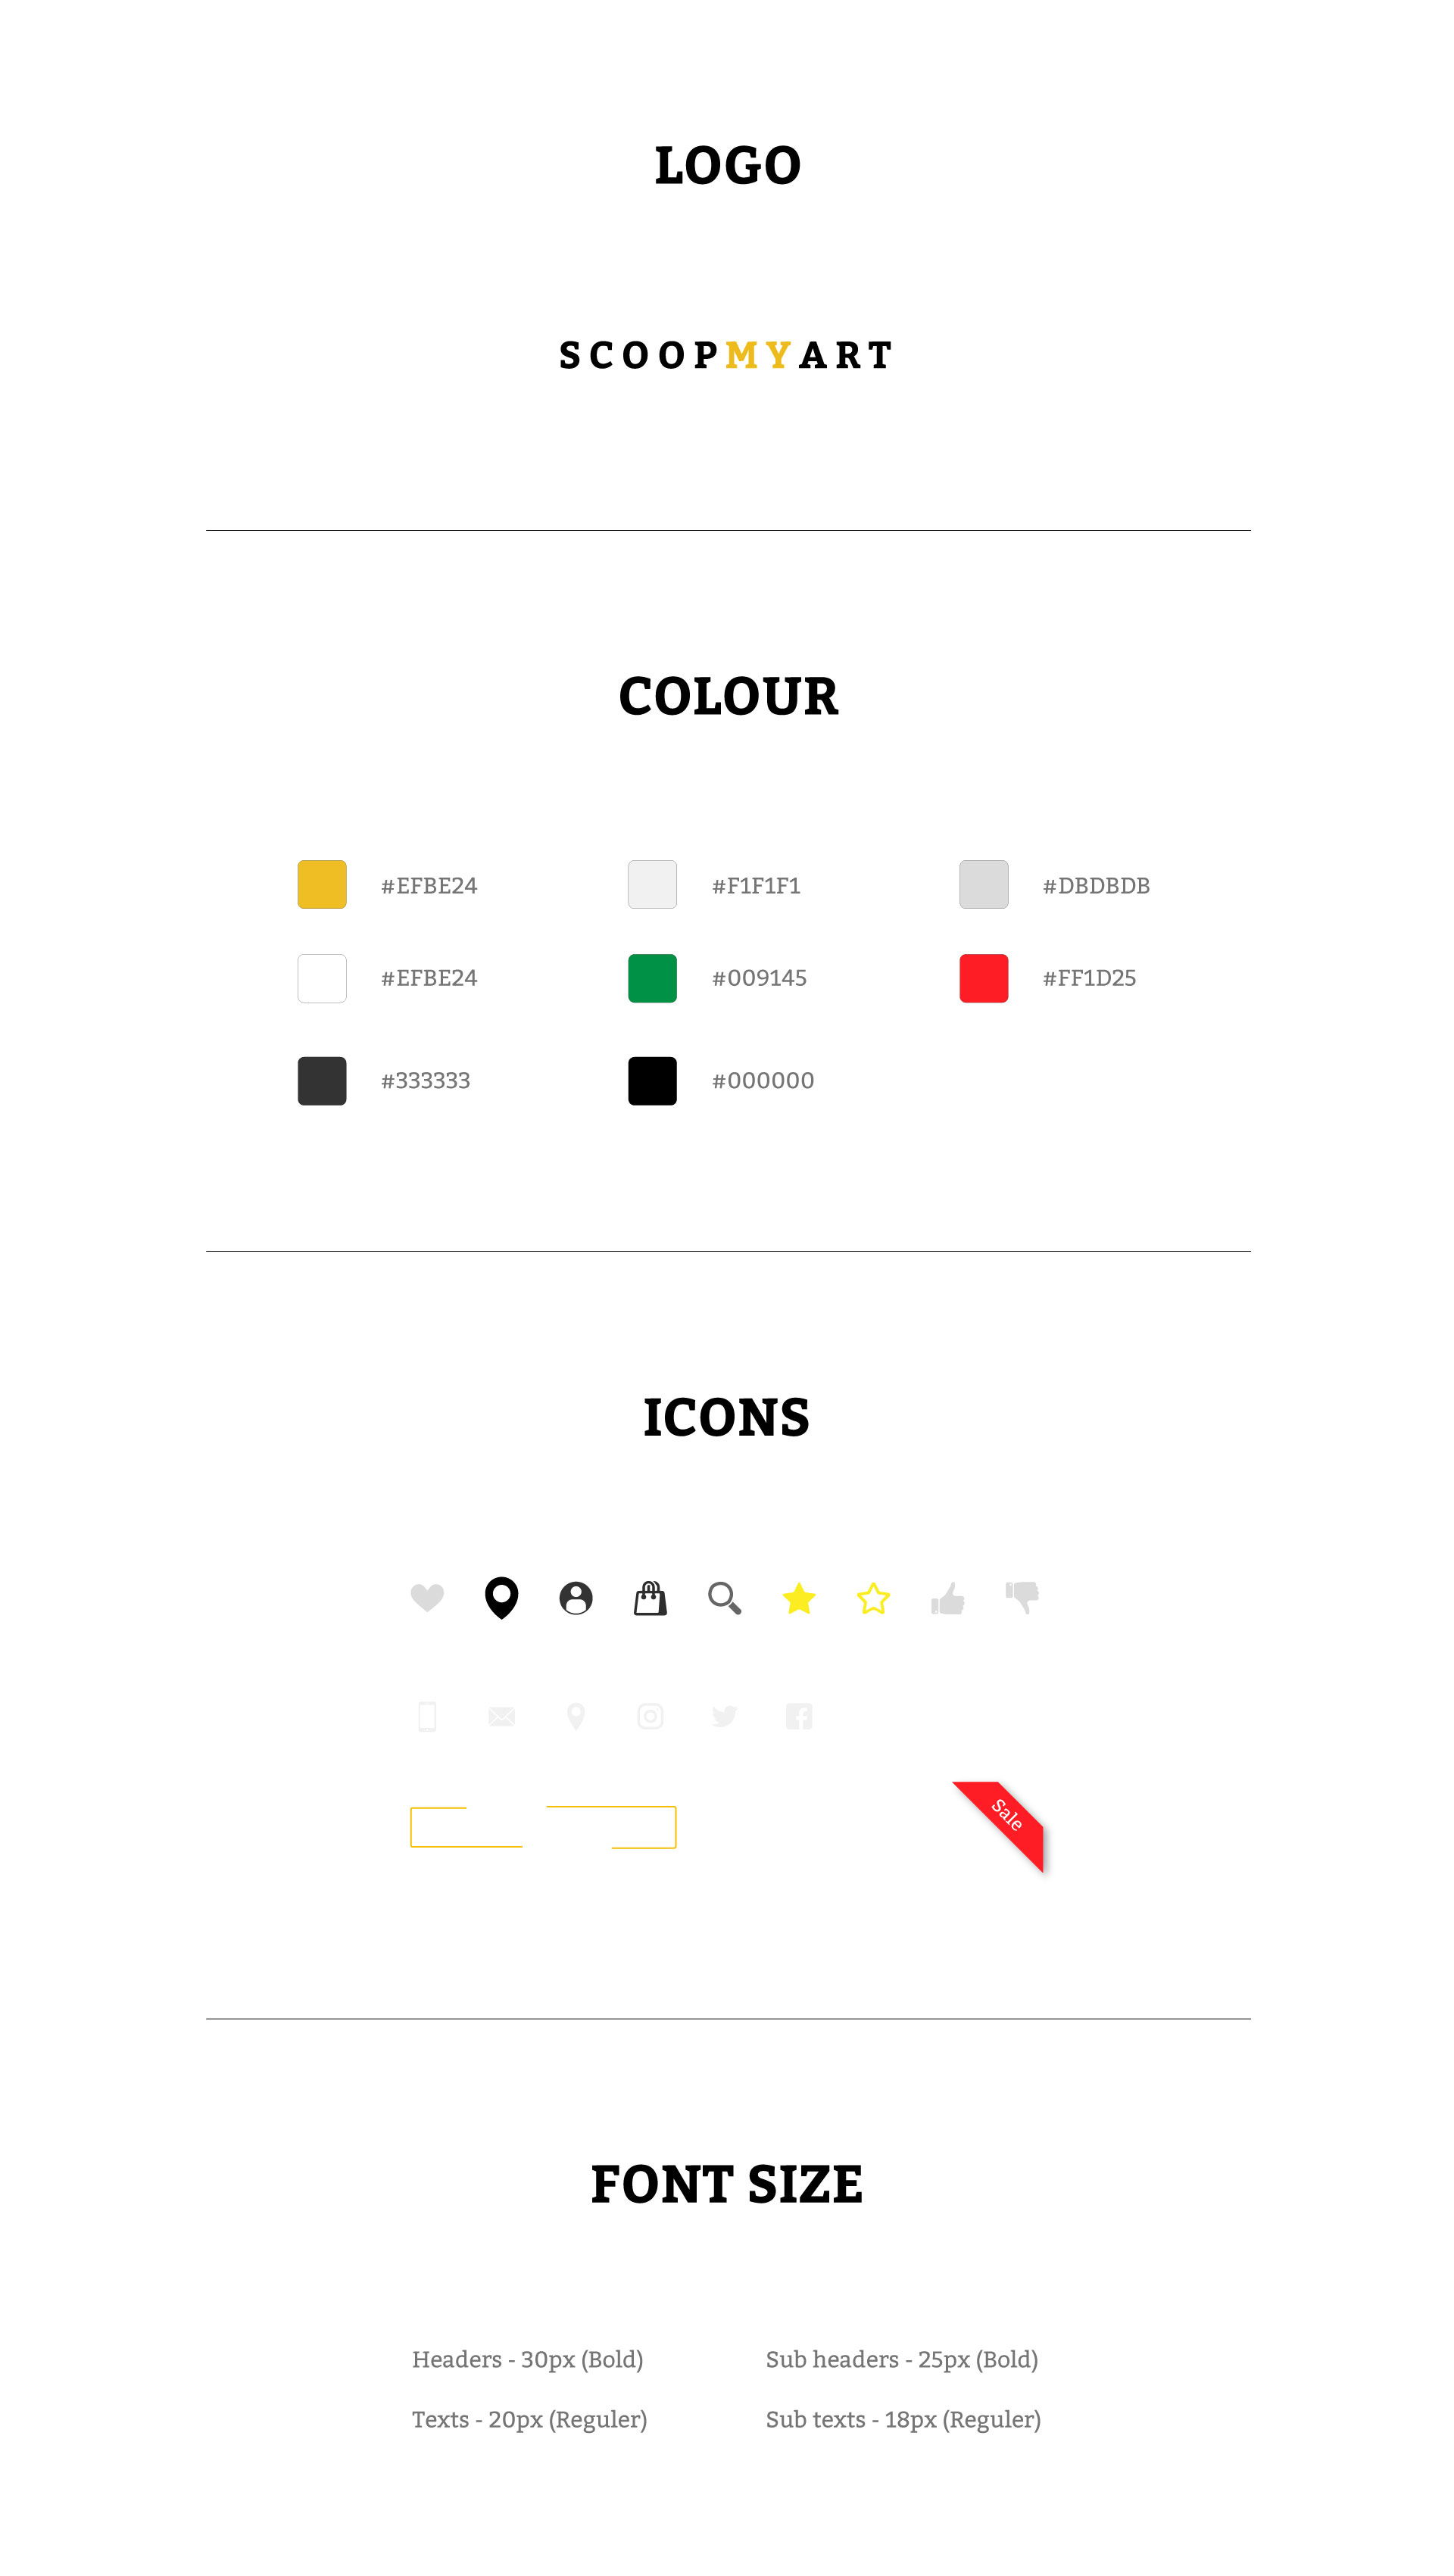 LOGO
SCOOPMYART
COLOUR
#EFBE24
#F1F1F1
#DBDBDB
#EFBE24
#009145
#FF1D25
#333333
#000000
ICONS
Sale
FONT SIZE
Headers - 30px (Bold)
Sub headers - 25px (Bold)
Texts - 20px (Reguler)
Sub texts - 18px (Reguler)